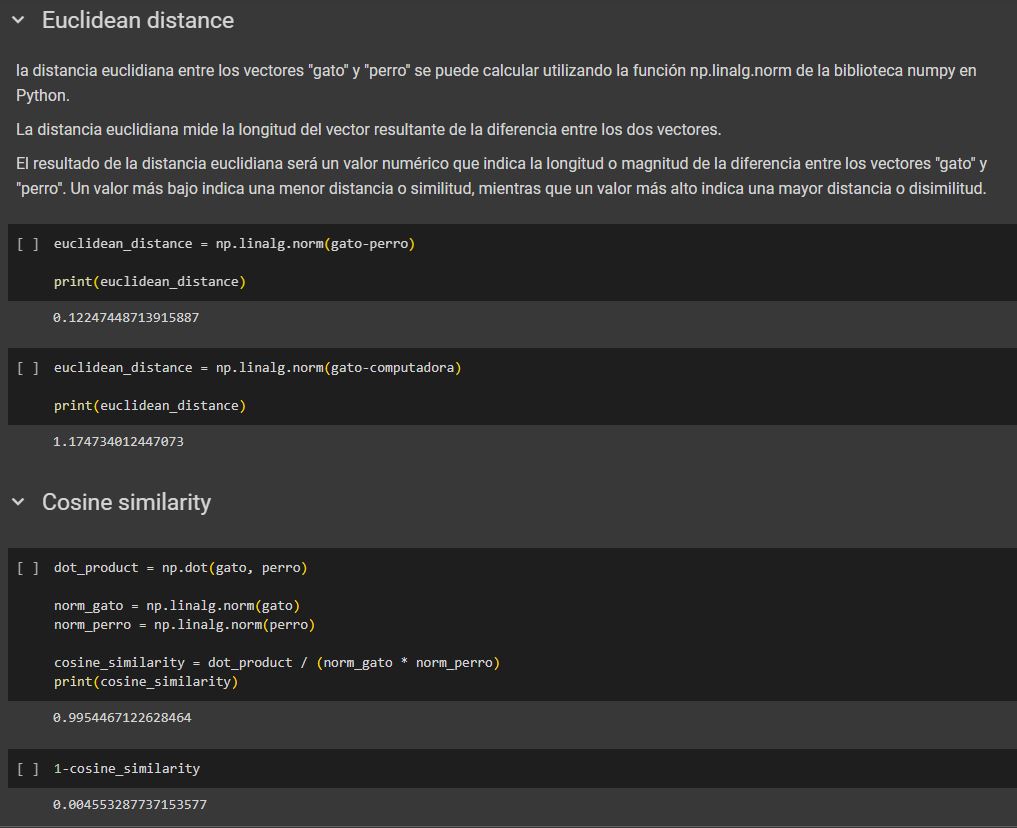 Euclidean distance
la distancia euclidiana entre los vectores "gato" y "perro" se puede calcular utilizando la función np.linalg.norm de la biblioteca numpy en
Python.
La distancia euclidiana mide la longitud del vector resultante de la diferencia entre los dos vectores.
El resultado de la distancia euclidiana será un valor numérico que indica la longitud o magnitud de la diferencia entre los vectores "gato" y
"perro". Un valor más bajo indica una menor distancia o similitud, mientras que un valor más alto indica una mayor distancia o disimilitud.
[ ] euclidean_distance = np.linalg.norm(gato-perro)
print(euclidean_distance)
0.12247448713915887
[ ] euclidean_distance = np.linalg.norm(gato-computadora)
print(euclidean_distance)
1.174734012447073
Cosine similarity
[ ] dot_product = np.dot(gato, perro)
norm_gato = np.linalg.norm(gato)
norm_perro = np.linalg.norm(perro)
cosine_similarity = dot_product / (norm_gato * norm_perro)
print(cosine_similarity)
0.9954467122628464
[ ] 1-cosine_similarity
0.004553287737153577